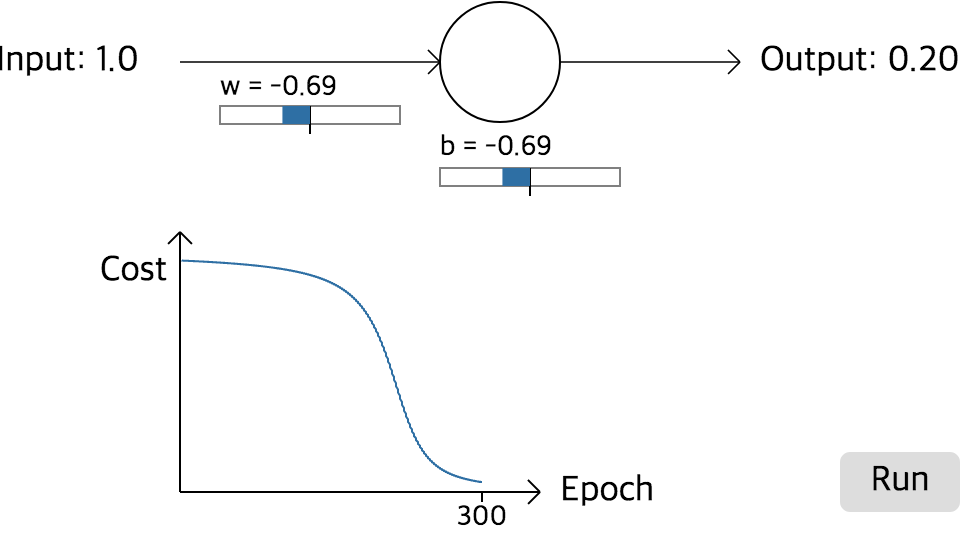 Input: 1.0
Output: 0.20
w = -0.69
b = -0.69
Cost
Epoch
300
Run